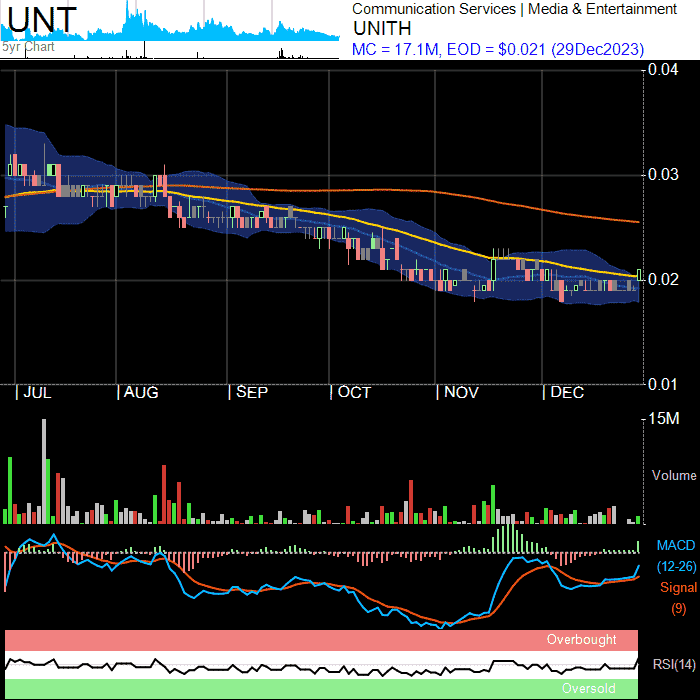 UNT
5yr Chart
Communication Services | Media & Entertainment
UNITH
MC = 17.1M, EOD = $0.021 (29Dec2023)
0.04
0.03
0.02
0.01
| JUL | AUG | SEP | OCT | NOV | DEC
15M
Volume
MACD
(12-26)
Signal
(9)
Overbought
RSI(14)
Oversold